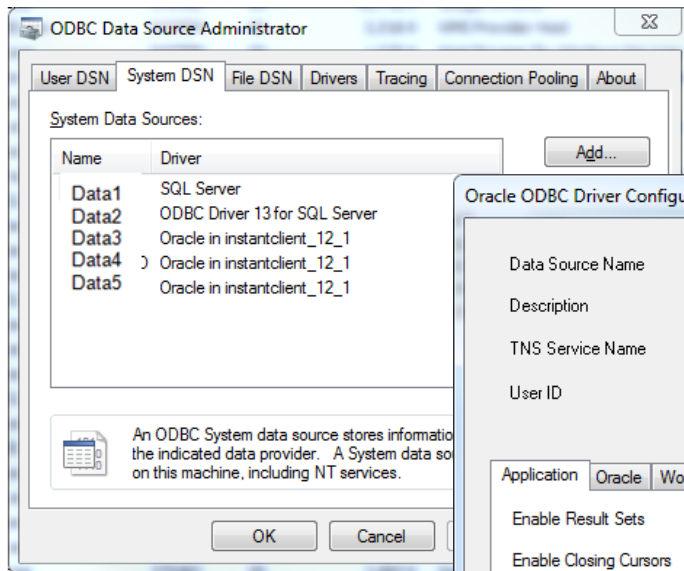 ODBC Data Source Administrator
User DSN System DSN File DSN Drivers Tracing Connection Pooling About
System Data Sources:
Add...
Name Driver
Data1 SQL Server
Data2 ODBC Driver 13 for SQL Server
Data3 Oracle in instantclient_12_1
Data4 Oracle in instantclient_12_1
Data5 Oracle in instantclient_12_1
An ODBC System data source stores informatio
the indicated data provider. A System data so
on this machine, including NT services.
OK Cancel
Oracle ODBC Driver Configu
Data Source Name
Description
TNS Service Name
User ID
Application Oracle Wo
Enable Result Sets
Enable Closing Cursors